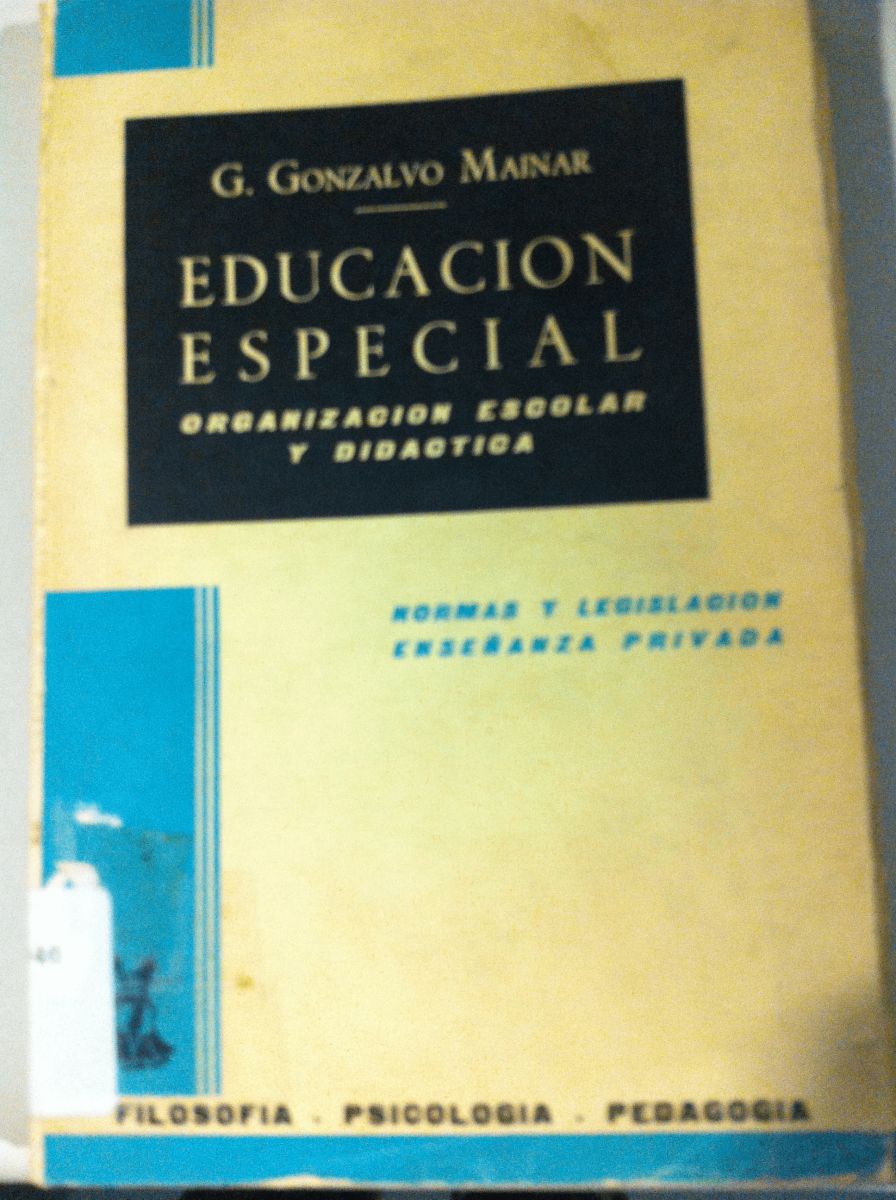 G. GONZALVO MAINAR
EDUCACION
ESPECIAL
ORGANIZACION ESCOLAR
Y DIDACTICA
NORMAS Y LEGISLACION
ENSEÑANZA PRIVADA
FILOSOFIA . PSICOLOGIA . PEDAGOGIA